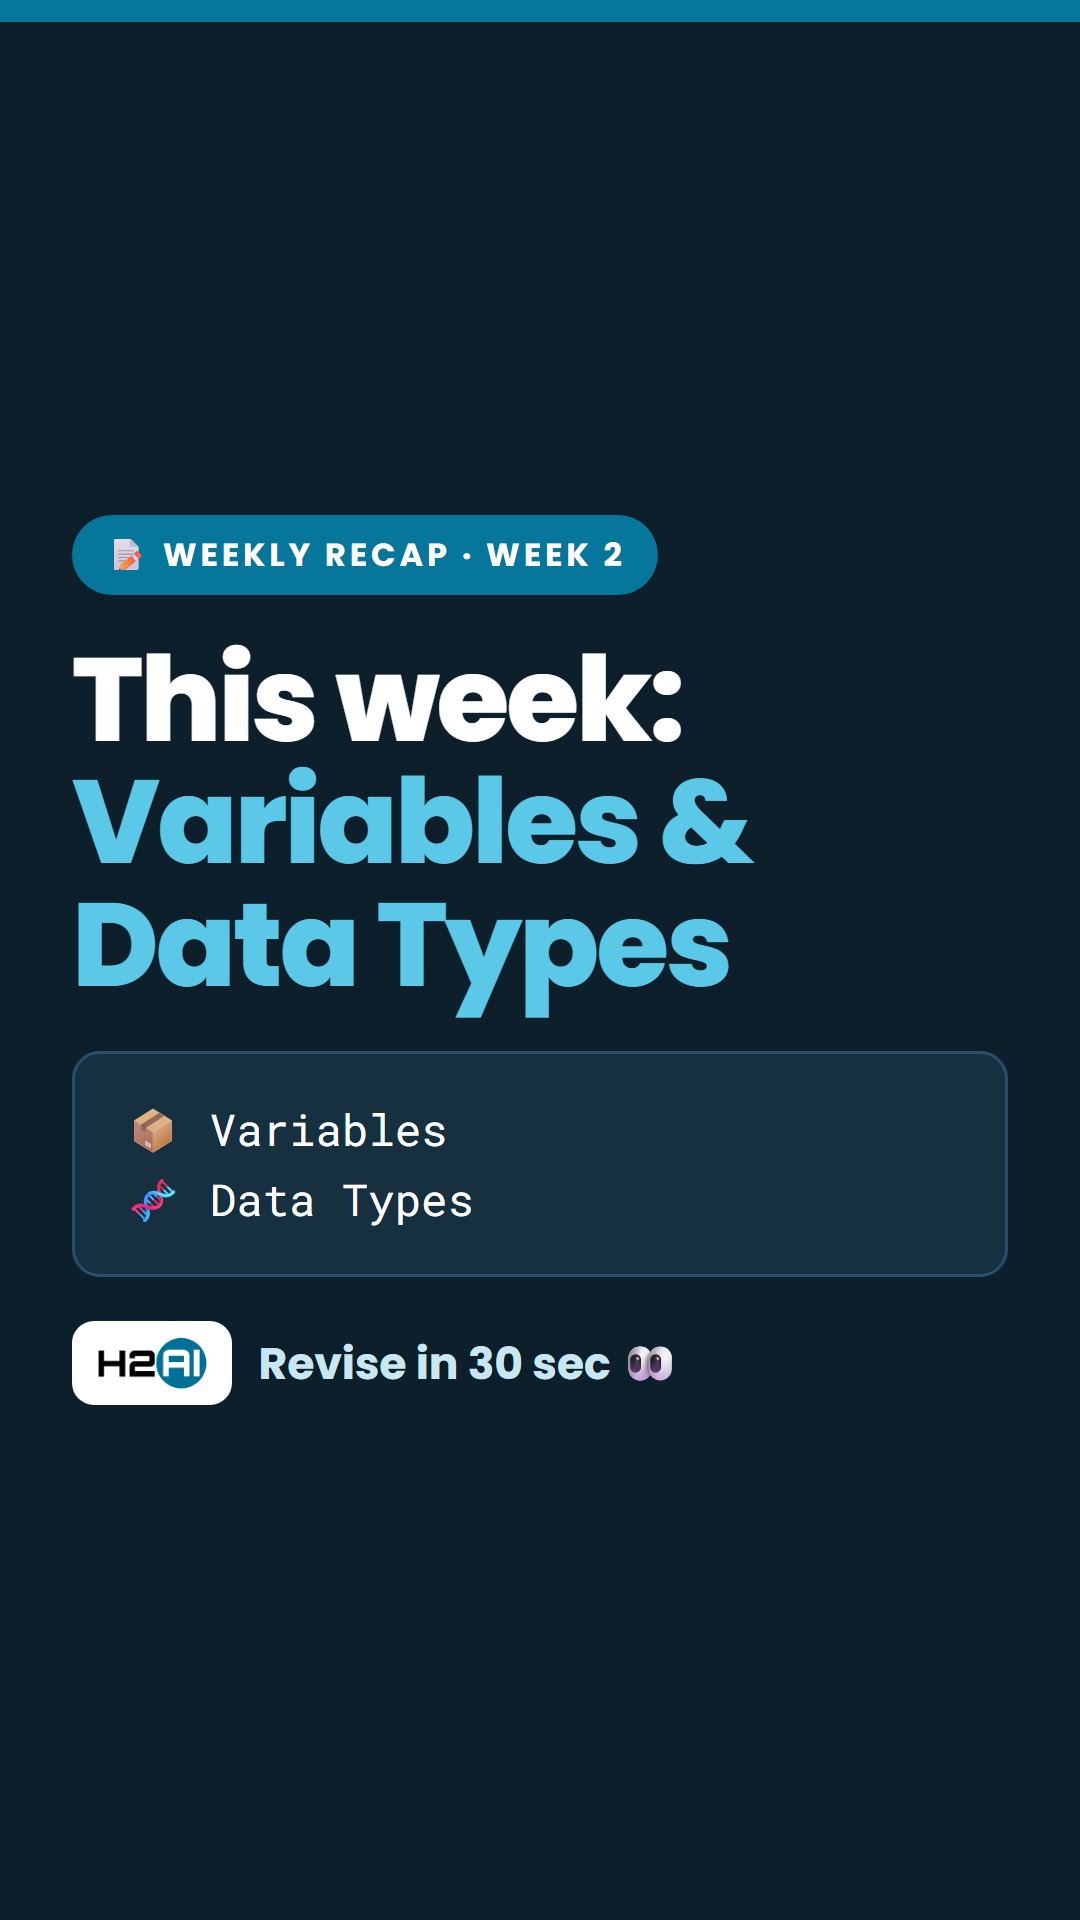 📝 WEEKLY RECAP · WEEK 2
This week:
Variables &
Data Types
📦 Variables
🧬 Data Types
H2AI Revise in 30 sec 👀